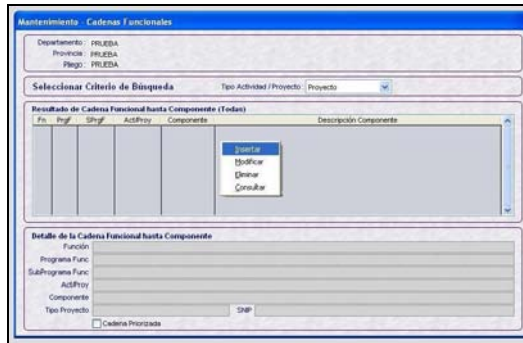 Mantenimiento - Cadenas Funcionales
Departamento : PRUEBA
Provincia : PRUEBA
Pliego : PRUEBA
Seleccionar Criterio de Búsqueda Tipo Actividad / Proyecto : Proyecto
Resultado de Cadena Funcional hasta Componente (Todas)
Fn PrgF SPrgF Act/Proy Componente Descripción Componente
Insertar
Modificar
Eliminar
Consultar
Detalle de la Cadena Funcional hasta Componente
Función
Programa Func
SubPrograma Func
Act/Proy
Componente
Tipo Proyecto SNIP
Cadena Priorizada